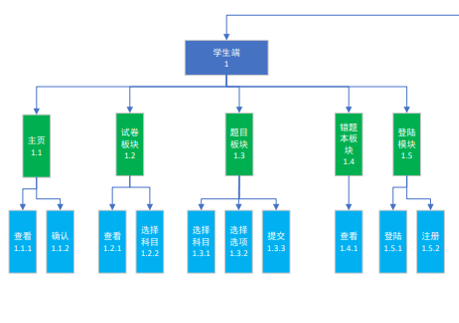 学生端
1
主页
1.1
试卷
板块
1.2
题目
板块
1.3
错题
本板
块
1.4
登陆
模块
1.5
查看
1.1.1
确认
1.1.2
查看
1.2.1
选择
科目
1.2.2
选择
科目
1.3.1
选择
选项
1.3.2
提交
1.3.3
查看
1.4.1
登陆
1.5.1
注册
1.5.2